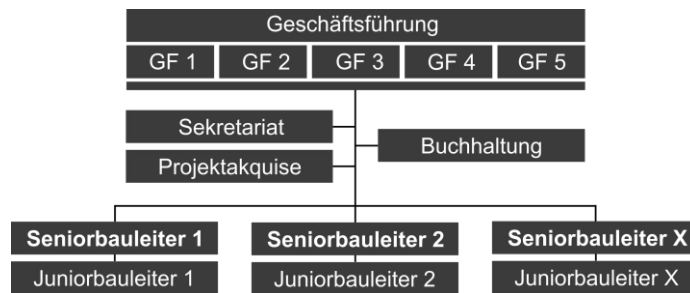 Geschäftsführung
GF 1 GF 2 GF 3 GF 4 GF 5
Sekretariat
Buchhaltung
Projektakquise
Seniorbauleiter 1 Seniorbauleiter 2 Seniorbauleiter X
Juniorbauleiter 1 Juniorbauleiter 2 Juniorbauleiter X